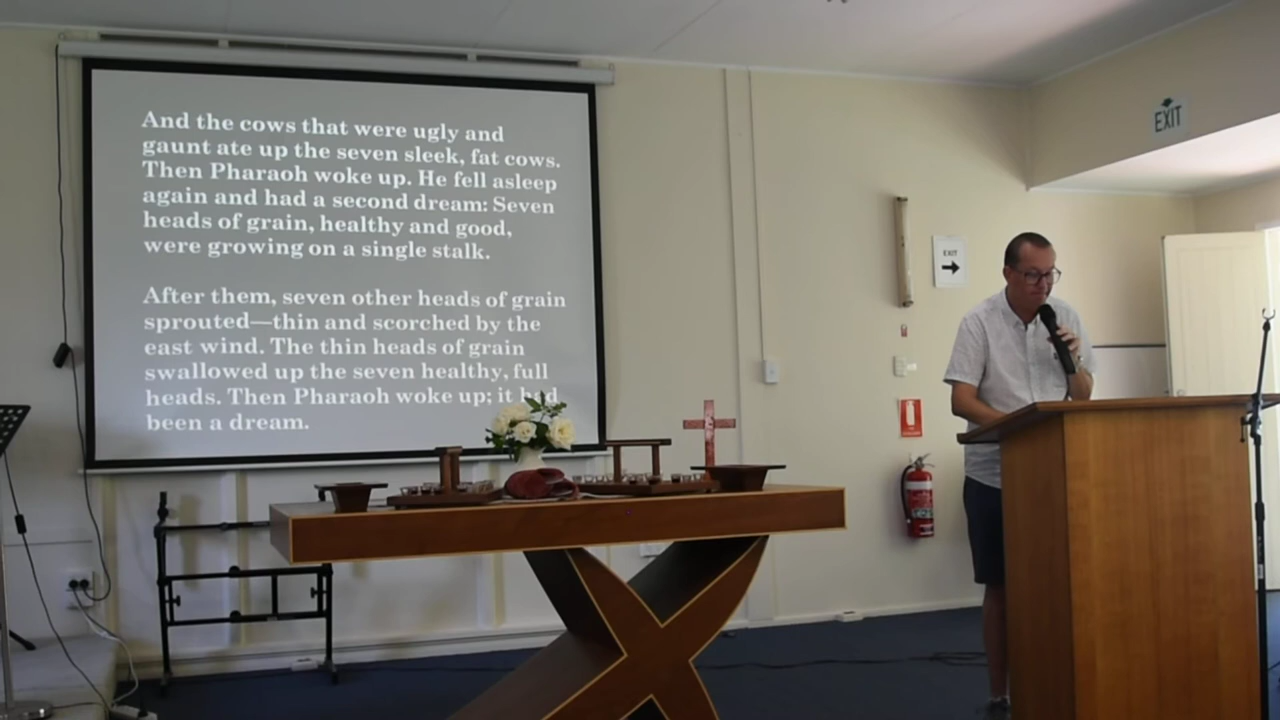 And the cows that were ugly and
gaunt ate up the seven sleek, fat cows.
Then Pharaoh woke up. He fell asleep
again and had a second dream: Seven
heads of grain, healthy and good,
were growing on a single stalk.
After them, seven other heads of grain
sprouted—thin and scorched by the
east wind. The thin heads of grain
swallowed up the seven healthy, full
heads. Then Pharaoh woke up; it had
been a dream.
EXIT
EXIT